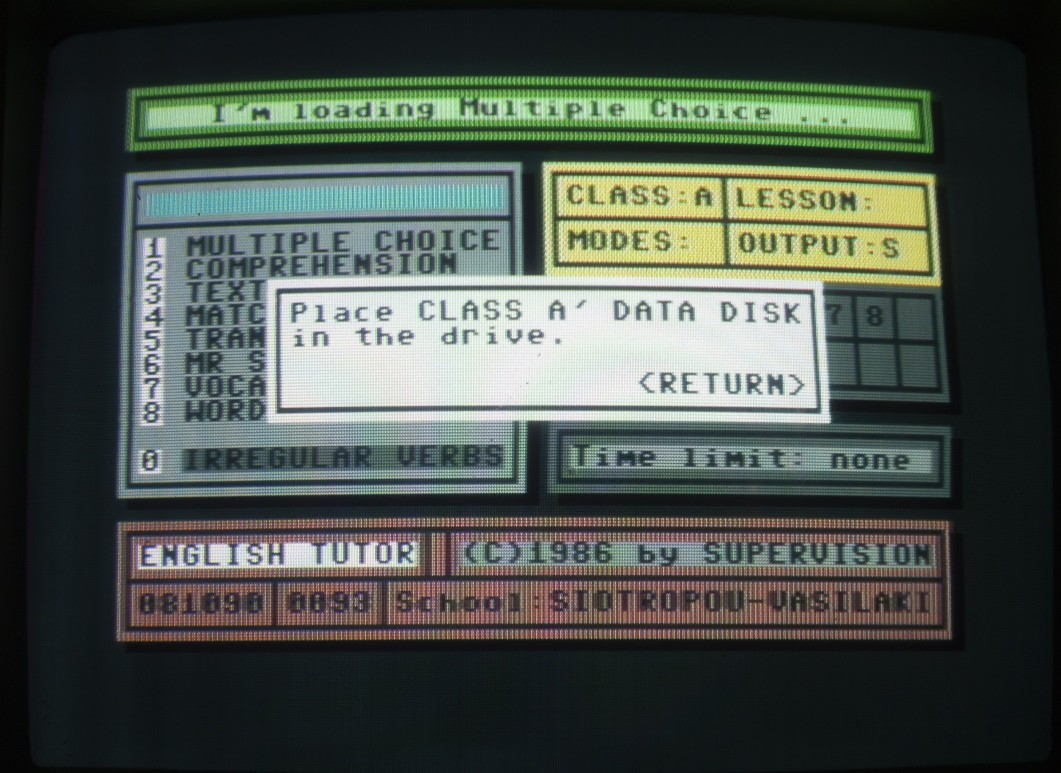 I'm loading Multiple Choice ...
CLASS:A LESSON:
MODES: OUTPUT:S
1 MULTIPLE CHOICE
2 COMPREHENSION
3 TEXT
4 MATC
5 TRAN
6 MR S
7 VOCA
8 WORD
0 IRREGULAR VERBS
Place CLASS A' DATA DISK
in the drive.
<RETURN>
7 8
Time limit: none
ENGLISH TUTOR (C)1986 by SUPERVISION
081090 0093 School:SIOTROPOU-VASILAKI